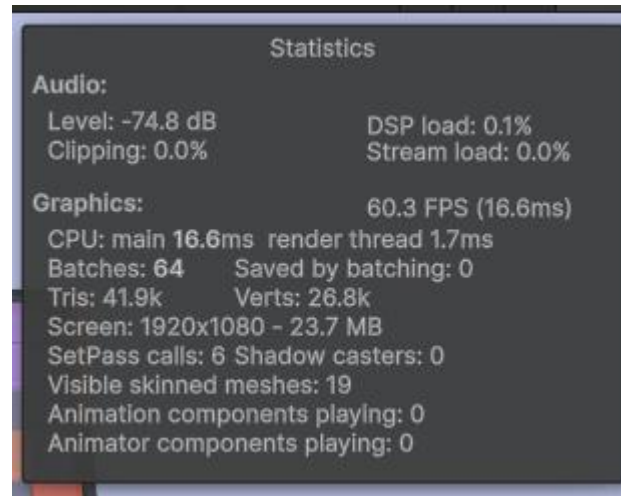 Statistics
Audio:
Level: -74.8 dB DSP load: 0.1%
Clipping: 0.0% Stream load: 0.0%
Graphics: 60.3 FPS (16.6ms)
CPU: main 16.6ms render thread 1.7ms
Batches: 64 Saved by batching: 0
Tris: 41.9k Verts: 26.8k
Screen: 1920x1080 - 23.7 MB
SetPass calls: 6 Shadow casters: 0
Visible skinned meshes: 19
Animation components playing: 0
Animator components playing: 0